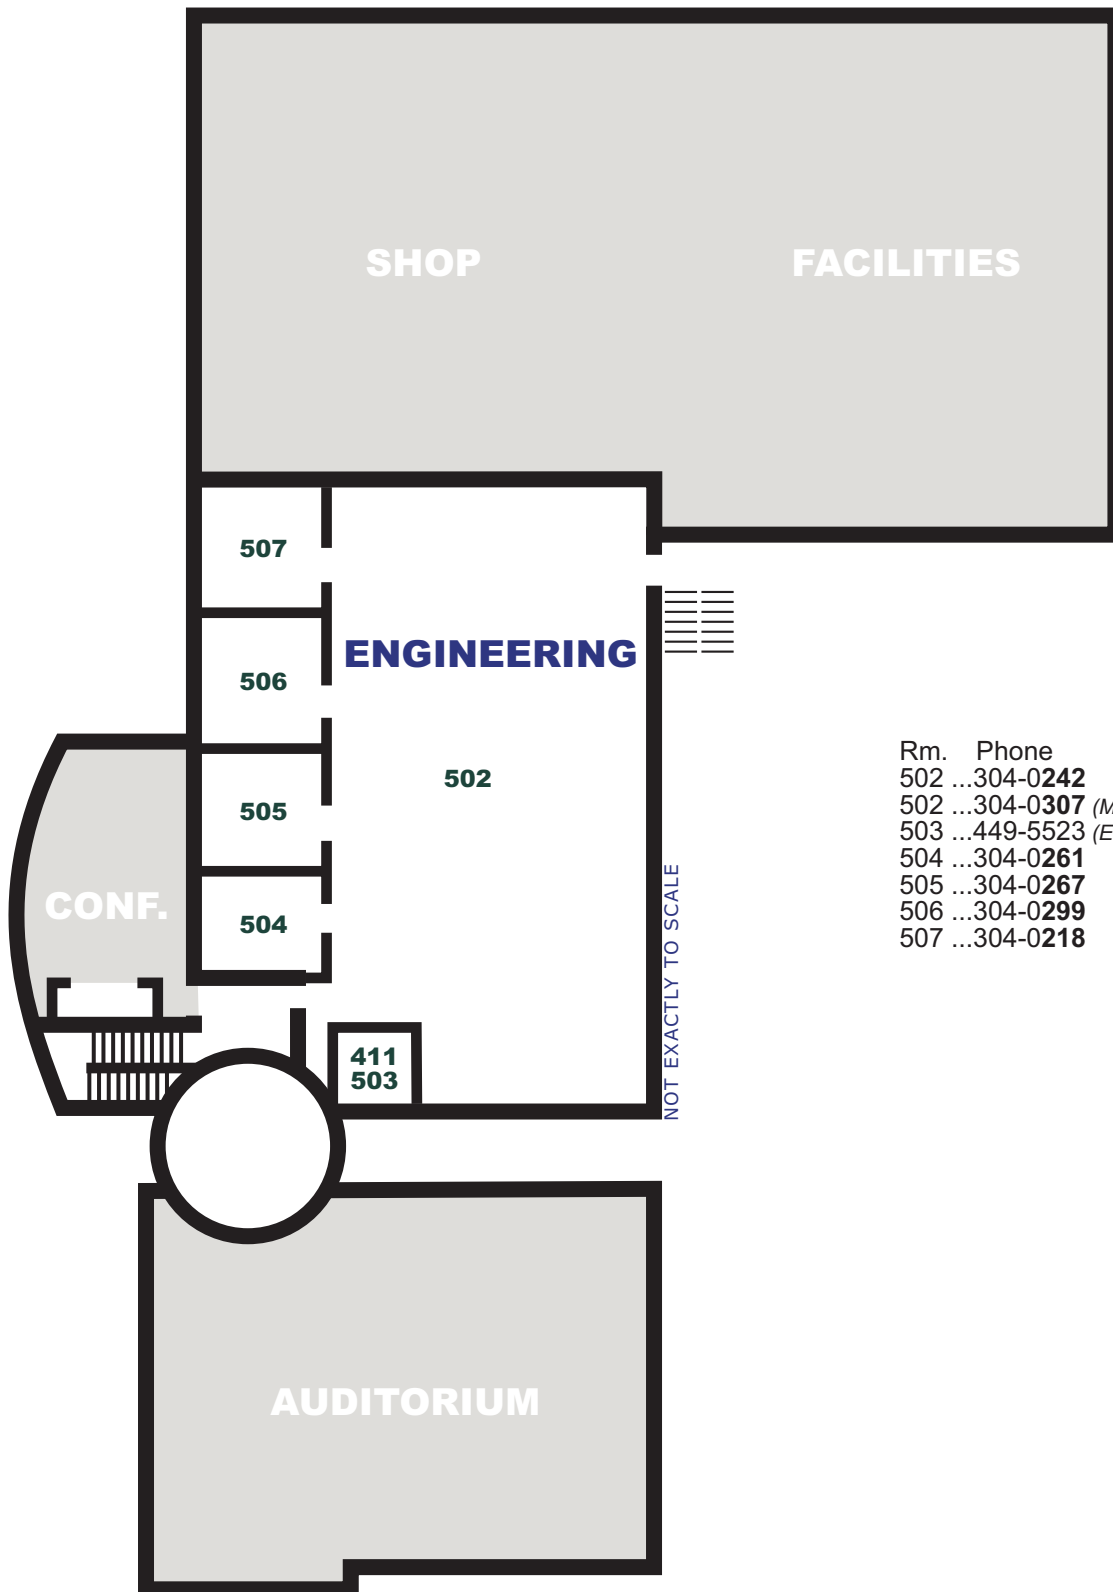 SHOP
FACILITIES
507
ENGINEERING
506
502
505
CONF.
504
411
503
NOT EXACTLY TO SCALE
Rm. Phone
502 ...304-0242
502 ...304-0307 (M
503 ...449-5523 (E
504 ...304-0261
505 ...304-0267
506 ...304-0299
507 ...304-0218
AUDITORIUM